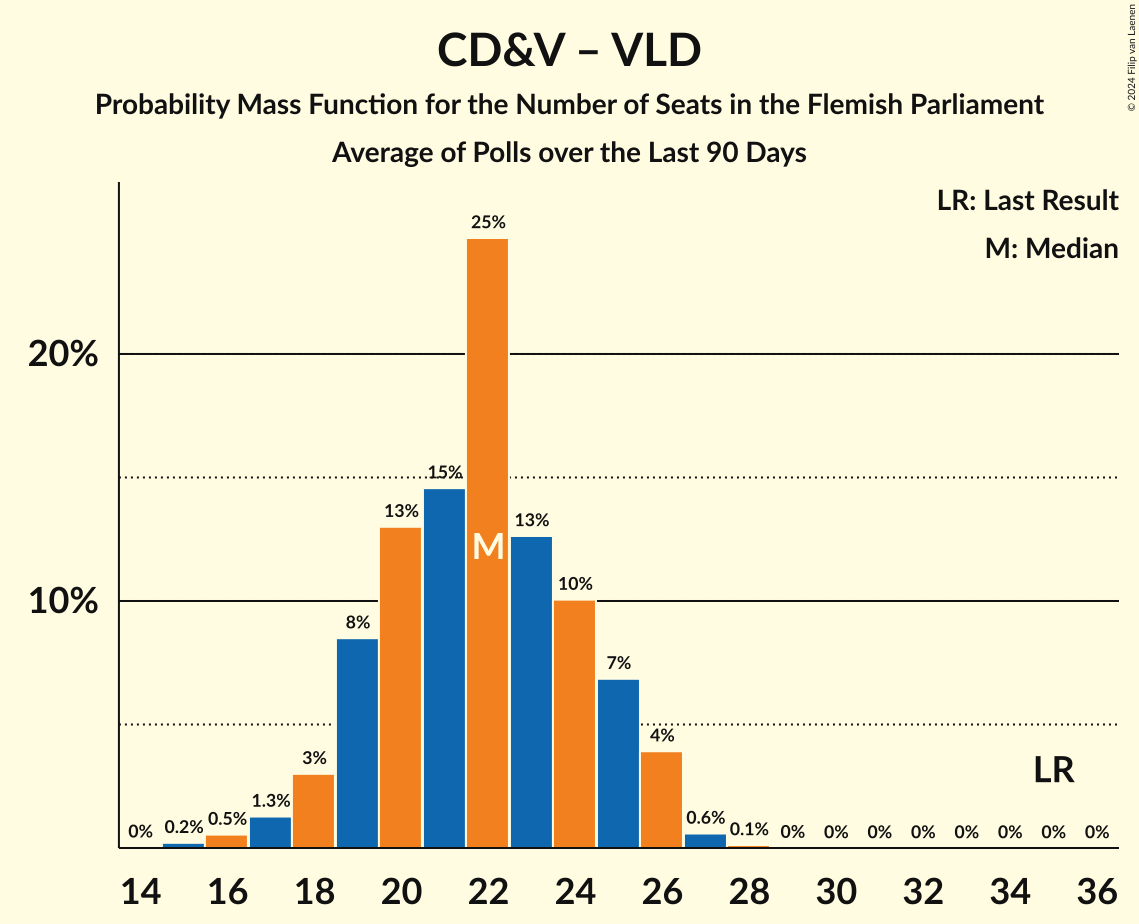 CD&V – VLD
Probability Mass Function for the Number of Seats in the Flemish Parliament
Average of Polls over the Last 90 Days
© 2024 Filip van Laenen
LR: Last Result
M: Median
20%
10%
0% 0.2% 0.5% 1.3% 3% 8% 13% 15% 25% 13% 10% 7% 4% 0.6% 0.1% 0% 0% 0% 0% 0% 0% 0% 0%
M
LR
14 16 18 20 22 24 26 28 30 32 34 36